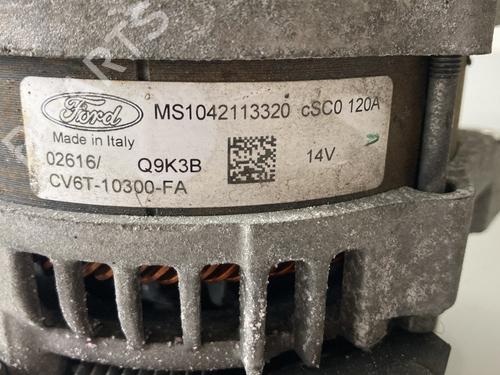 Ford
MS1042113320 cSC0 120A
Made in Italy
02616/ Q9K3B 14V
CV6T-10300-FA